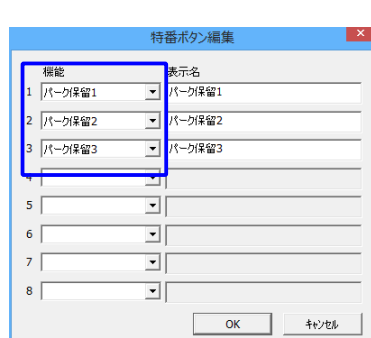 特番ボタン編集
×
機能 表示名
1 パーク保留1 パーク保留1
2 パーク保留2 パーク保留2
3 パーク保留3 パーク保留3
4
5
6
7
8
OK キャンセル